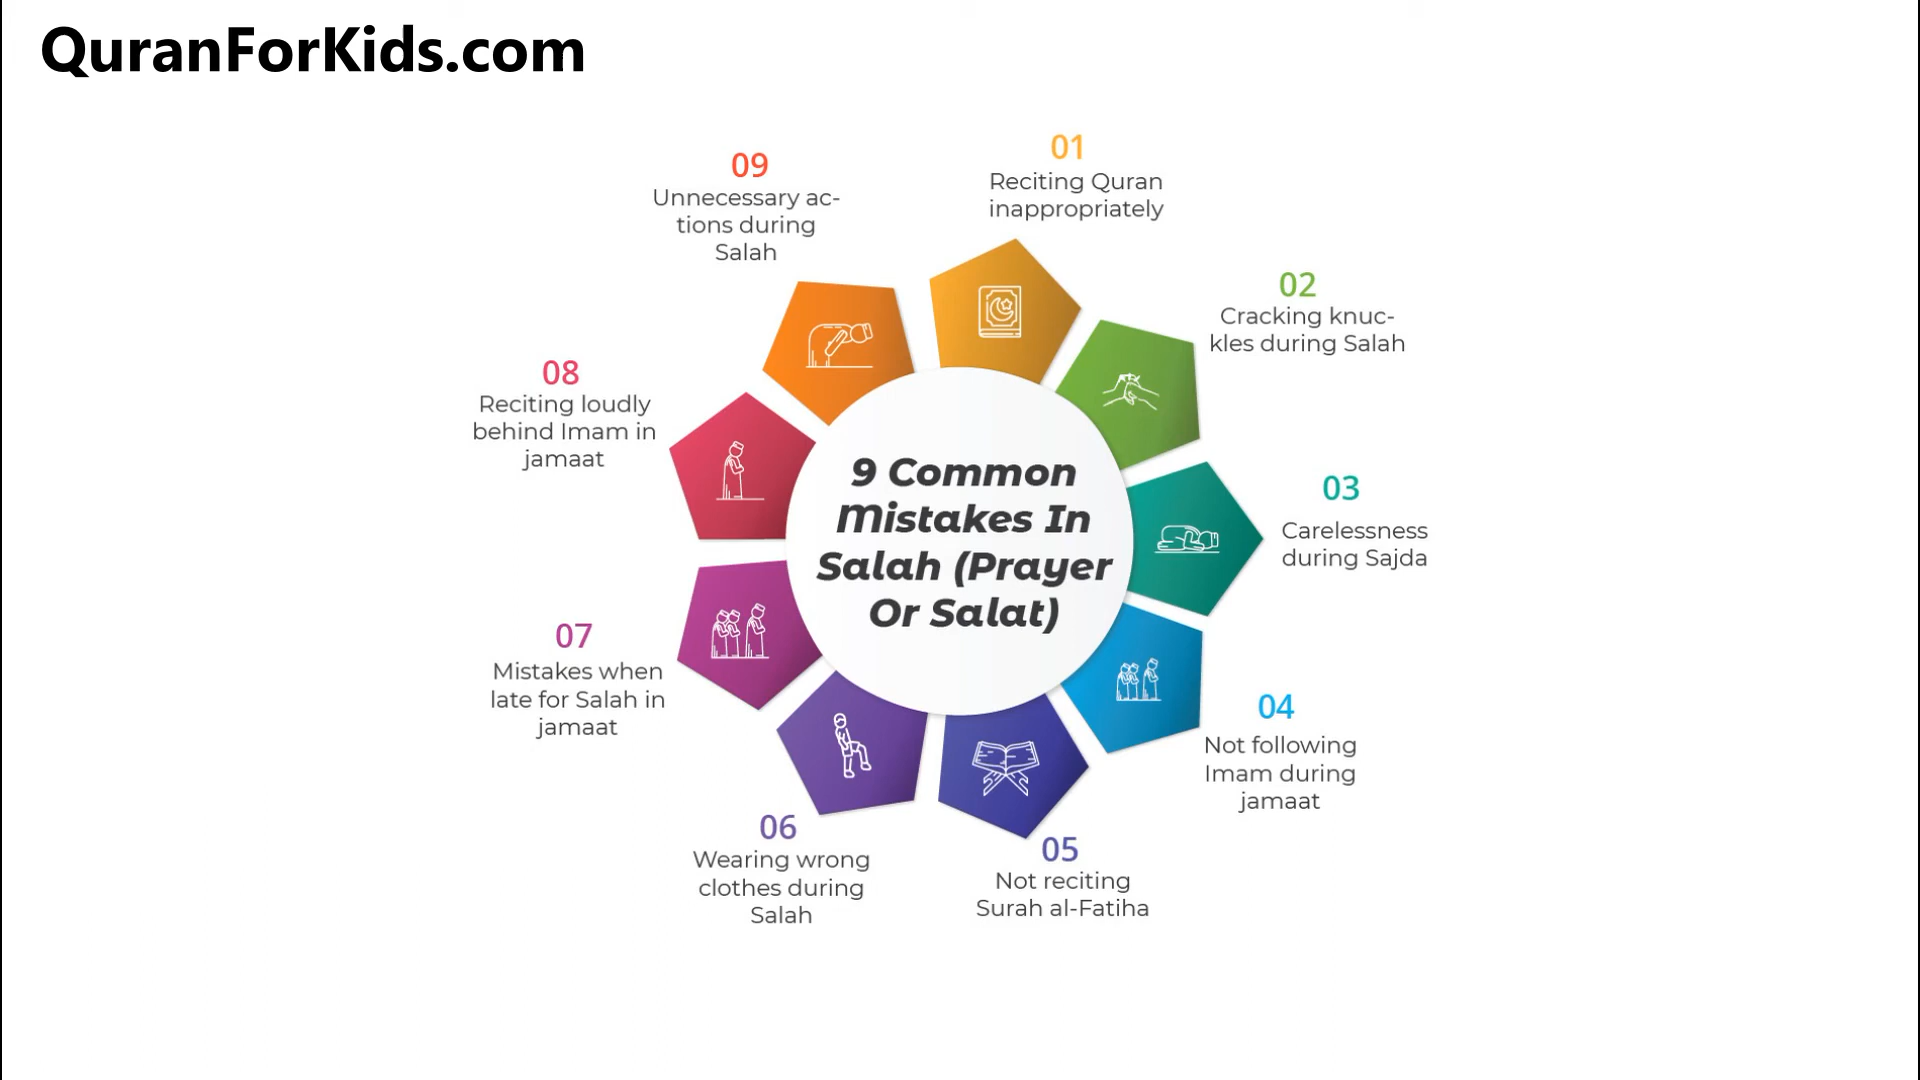 QuranForKids.com
01
Reciting Quran
inappropriately
02
Cracking knuc-
kles during Salah
03
Carelessness
during Sajda
04
Not following
Imam during
jamaat
05
Not reciting
Surah al-Fatiha
06
Wearing wrong
clothes during
Salah
07
Mistakes when
late for Salah in
jamaat
08
Reciting loudly
behind Imam in
jamaat
09
Unnecessary ac-
tions during
Salah
9 Common
Mistakes In
Salah (Prayer
Or Salat)